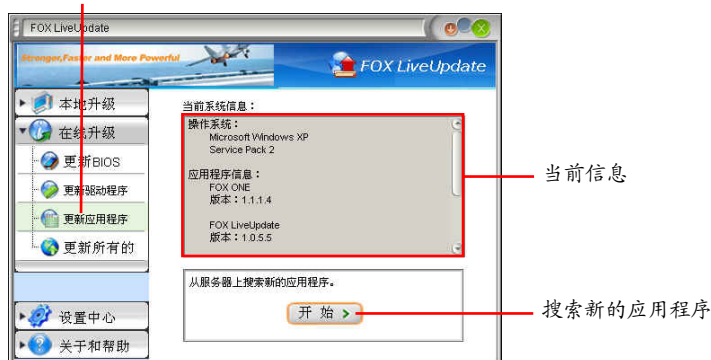 FOX LiveUpdate
Stronger,Faster and More Powerful
FOX LiveUpdate
本地升级
在线升级
更新BIOS
更新驱动程序
更新应用程序
更新所有的
设置中心
关于和帮助
当前系统信息：
操作系统：
Microsoft Windows XP
Service Pack 2
应用程序信息：
FOX ONE
版本：1.1.1.4
FOX LiveUpdate
版本：1.0.5.5
从服务器上搜索新的应用程序。
开 始
当前信息
搜索新的应用程序